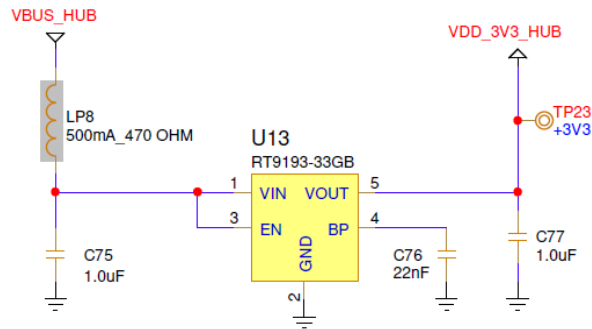 VBUS_HUB
VDD_3V3_HUB
LP8
500mA_470 OHM
TP23
+3V3
U13
RT9193-33GB
1
VIN
VOUT
5
3
EN
BP
4
GND
2
C75
1.0uF
C76
22nF
C77
1.0uF